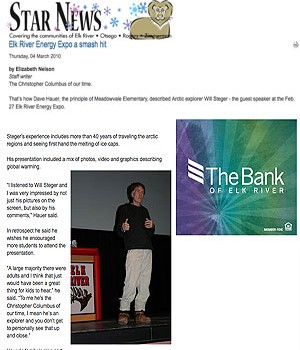 STAR NEWS
Covering the communities of Elk River • Otsego • Rogers • Zimmerman
Elk River Energy Expo a smash hit
Thursday, 04 March 2010
by Elizabeth Nelson
Staff writer
The Christopher Columbus of our time.
That's how Dave Hauer, the principle of Meadowvale Elementary, described Arctic explorer Will Steger - the guest speaker at the Feb.
27 Elk River Energy Expo.
Steger's experience includes more than 40 years of traveling the arctic
regions and seeing first hand the melting of ice caps.
His presentation included a mix of photos, video and graphics describing
global warming.
"I listened to Will Steger and
I was very impressed by not
just his pictures on the
screen, but also by his
comments," Hauer said.
In retrospect he said he
wishes he encouraged
more students to attend the
presentation.
"A large majority there were
adults and I think that just
would have been a great
thing for kids to hear," he
said. "To me he's the
Christopher Columbus of
our time, I mean he's an
explorer and you don't get
to personally see that up
and close."
The Bank
OF ELK RIVER
MEMBER FDIC
ELK
RIVER